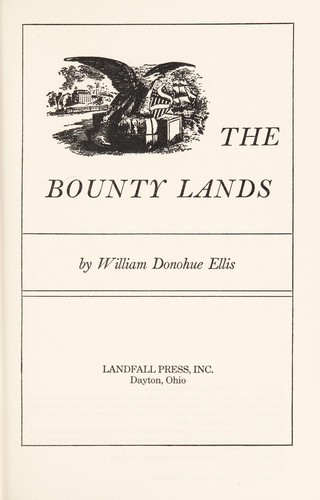 THE
BOUNTY LANDS
by William Donohue Ellis
LANDFALL PRESS, INC.
Dayton, Ohio